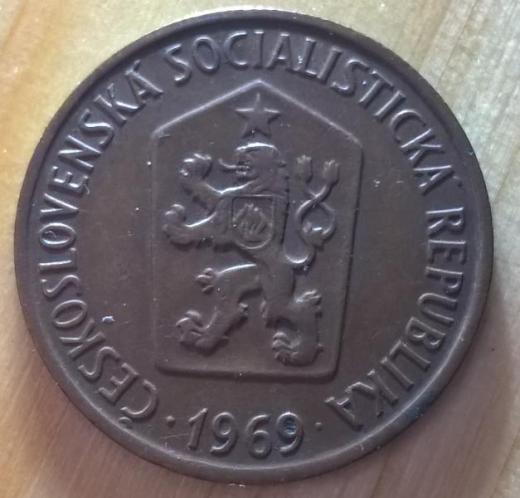 ČESKOSLOVENSKÁ SOCIALISTICKÁ REPUBLIKA
· 1969 ·